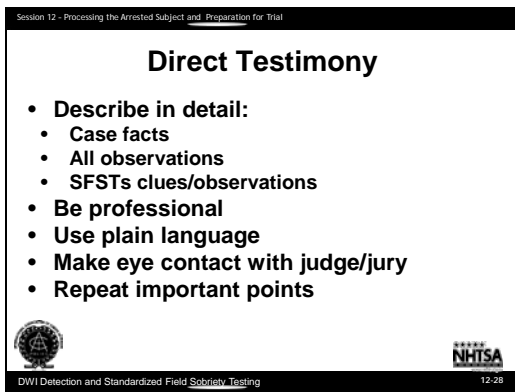 Session 12 - Processing the Arrested Subject and Preparation for Trial
Direct Testimony
• Describe in detail:
• Case facts
• All observations
• SFSTs clues/observations
• Be professional
• Use plain language
• Make eye contact with judge/jury
• Repeat important points
NHTSA
DWI Detection and Standardized Field Sobriety Testing
12-28